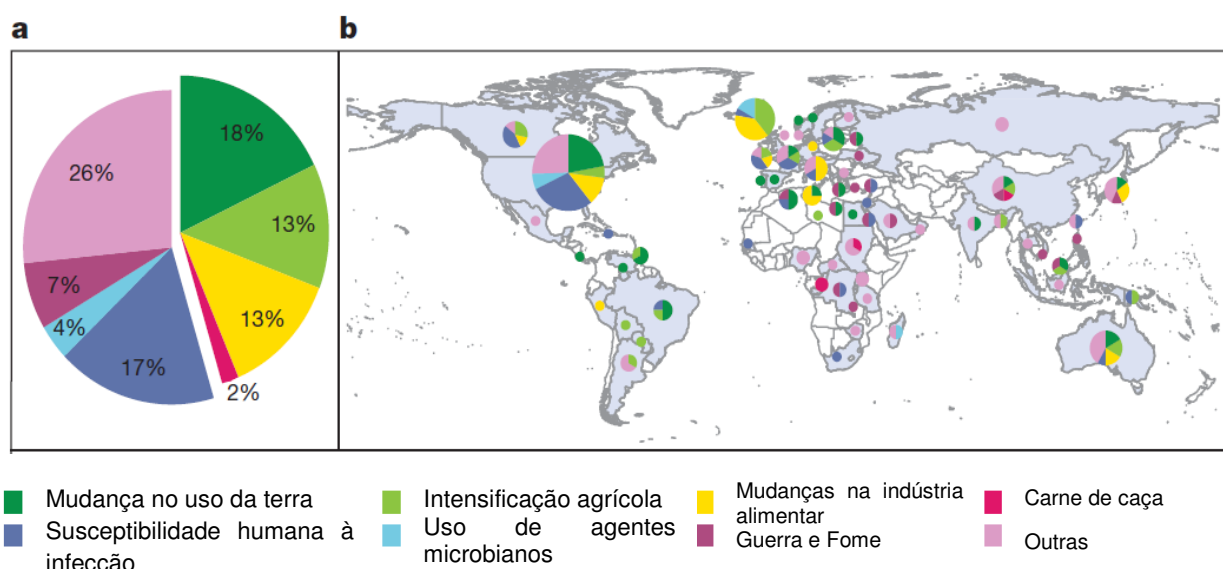 a
b
18%
13%
13%
2%
17%
4%
7%
26%
Mudança no uso da terra
Susceptibilidade humana à
infecção
Intensificação agrícola
Uso de agentes
microbianos
Mudanças na indústria
alimentar
Guerra e Fome
Carne de caça
Outras